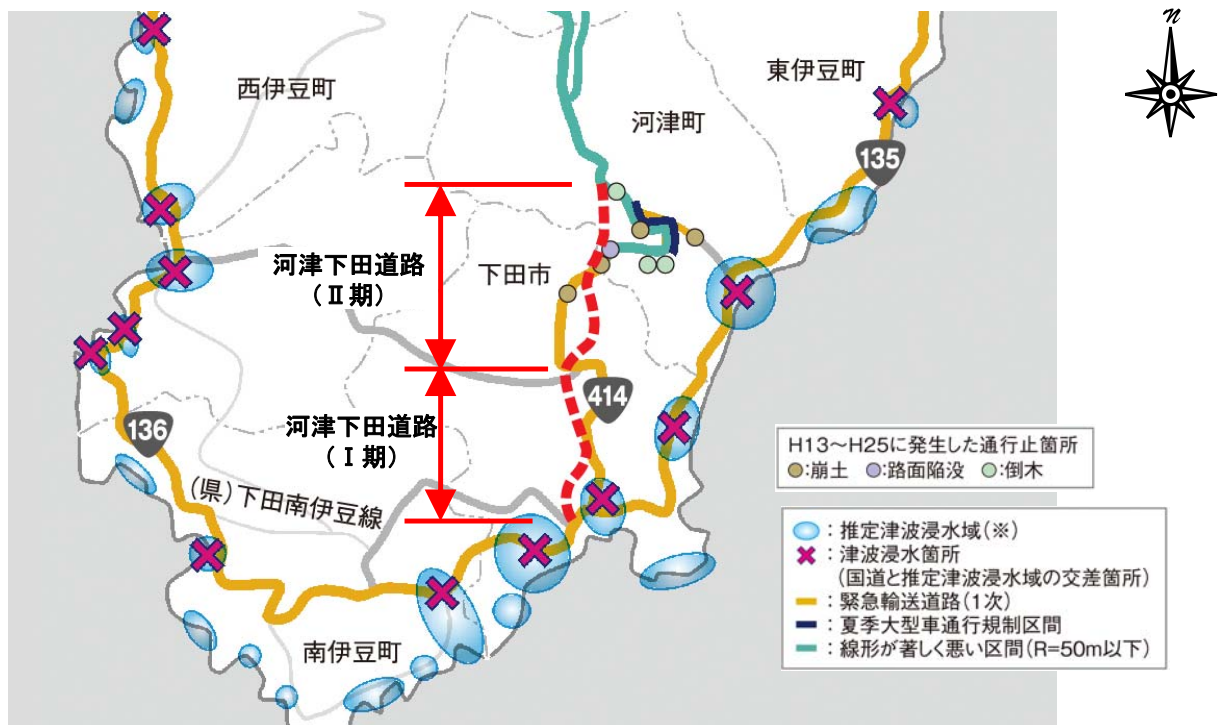 n
西伊豆町
東伊豆町
河津町
135
河津下田道路
(Ⅱ期)
下田市
414
河津下田道路
(Ⅰ期)
136
(県)下田南伊豆線
南伊豆町
H13~H25に発生した通行止箇所
:崩土 :路面陥没 :倒木
:推定津波浸水域(※)
:津波浸水箇所
(国道と推定津波浸水域の交差箇所)
:緊急輸送道路(1次)
:夏季大型車通行規制区間
:線形が著しく悪い区間(R=50m以下)